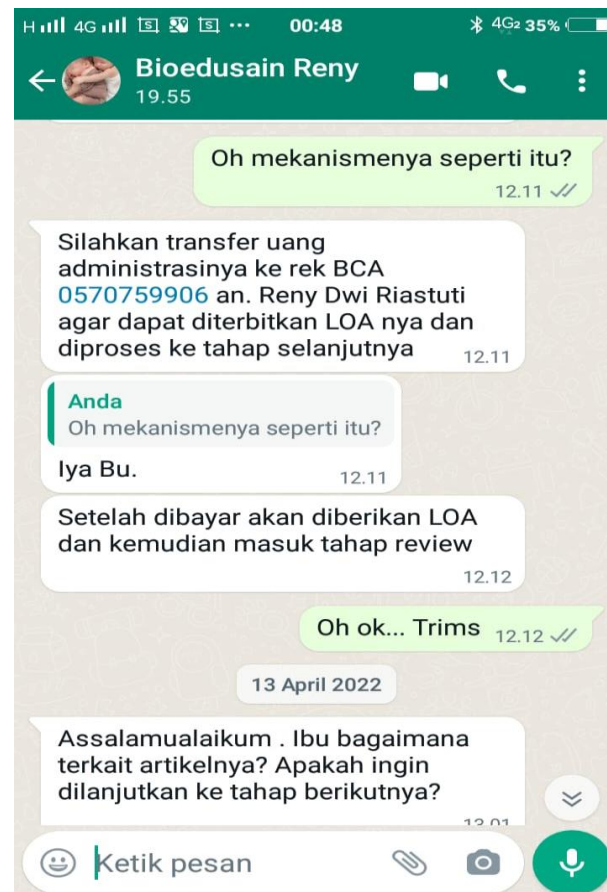 H 4G ... 00:48 4G2 35%
Bioedusain Reny
19.55
Oh mekanismenya seperti itu?
12.11
Silahkan transfer uang
administrasinya ke rek BCA
0570759906 an. Reny Dwi Riastuti
agar dapat diterbitkan LOA nya dan
diproses ke tahap selanjutnya 12.11
Anda
Oh mekanismenya seperti itu?
Iya Bu. 12.11
Setelah dibayar akan diberikan LOA
dan kemudian masuk tahap review
12.12
Oh ok... Trims 12.12
13 April 2022
Assalamualaikum . Ibu bagaimana
terkait artikelnya? Apakah ingin
dilanjutkan ke tahap berikutnya?
Ketik pesan